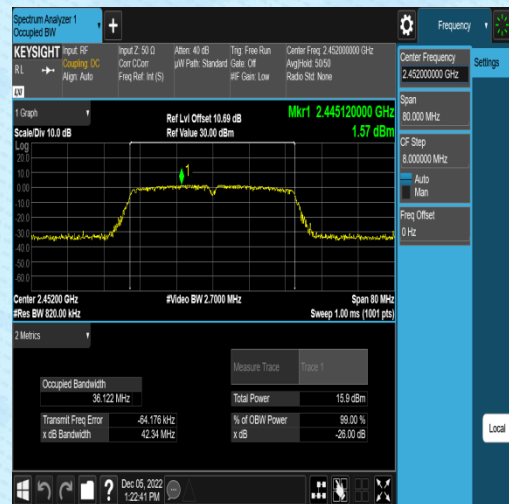 Spectrum Analyzer 1
Occupied BW
Frequency
KEYSIGHT
Input: RF
Coupling: DC
Align: Auto
Input Z: 50 Ω
Corr CCorr
Freq Ref: Int (S)
Atten: 40 dB
µW Path: Standard
Trig: Free Run
Gate: Off
#IF Gain: Low
Center Freq: 2.452000000 GHz
Avg|Hold: 50/50
Radio Std: None
R L
LXI
Center Frequency
2.452000000 GHz
Settings
Span
80.000 MHz
CF Step
8.000000 MHz
Auto
Man
Freq Offset
0 Hz
1 Graph
Scale/Div 10.0 dB
Ref Lvl Offset 10.69 dB
Ref Value 30.00 dBm
Mkr1 2.445120000 GHz
1.57 dBm
Log
20.0
10.0
0.00
-10.0
-20.0
-30.0
-40.0
-50.0
-60.0
1
Center 2.45200 GHz
#Res BW 820.00 kHz
#Video BW 2.7000 MHz
Span 80 MHz
Sweep 1.00 ms (1001 pts)
2 Metrics
Measure Trace
Trace 1
Occupied Bandwidth
36.122 MHz
Total Power
15.9 dBm
Transmit Freq Error
-64.176 kHz
% of OBW Power
99.00 %
x dB Bandwidth
42.34 MHz
x dB
-26.00 dB
Local
?
Dec 05, 2022
1:22:41 PM